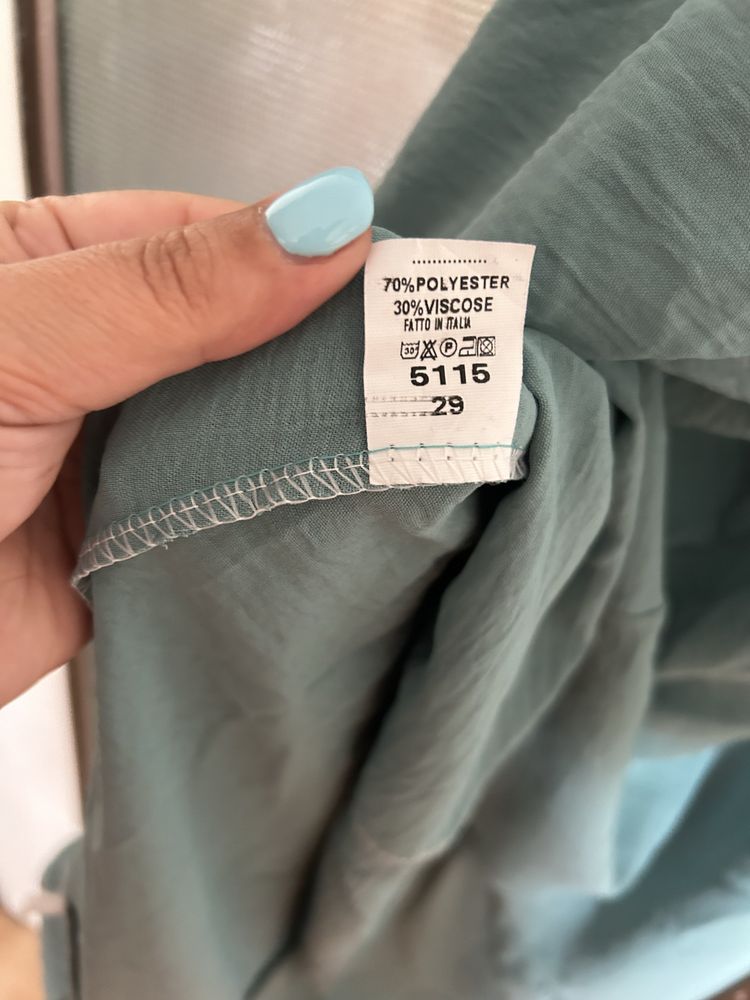 70%POLYESTER
30%VISCOSE
FATTO IN ITALIA
30° P
5115
29